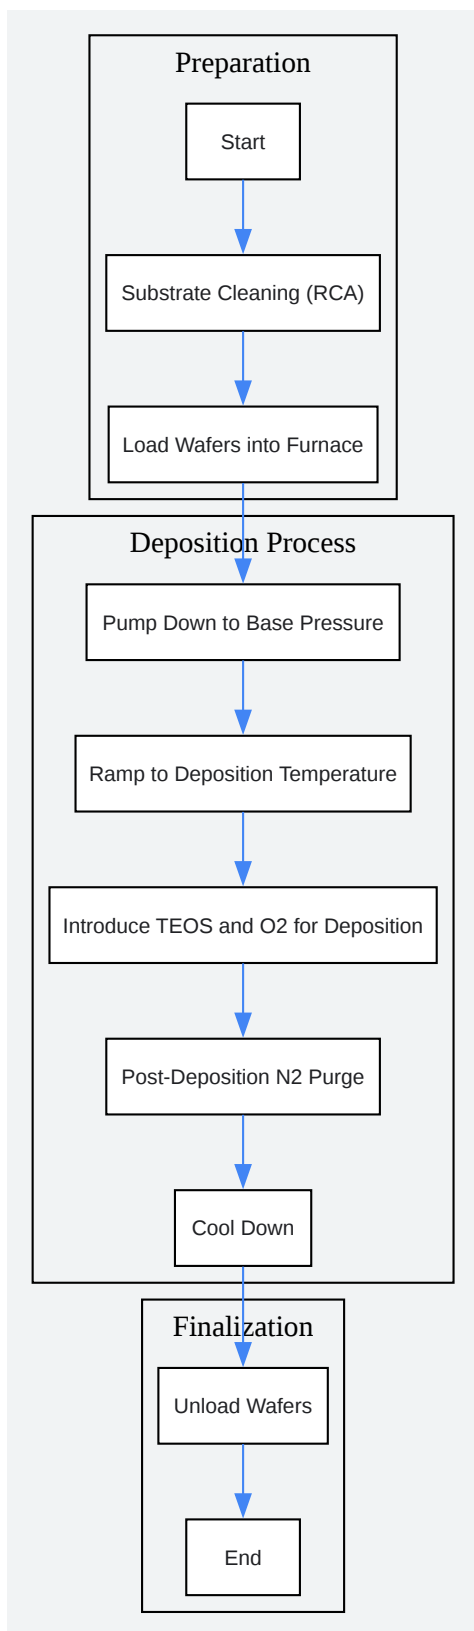 Preparation
Start
Substrate Cleaning (RCA)
Load Wafers into Furnace
Deposition Process
Pump Down to Base Pressure
Ramp to Deposition Temperature
Introduce TEOS and O2 for Deposition
Post-Deposition N2 Purge
Cool Down
Finalization
Unload Wafers
End